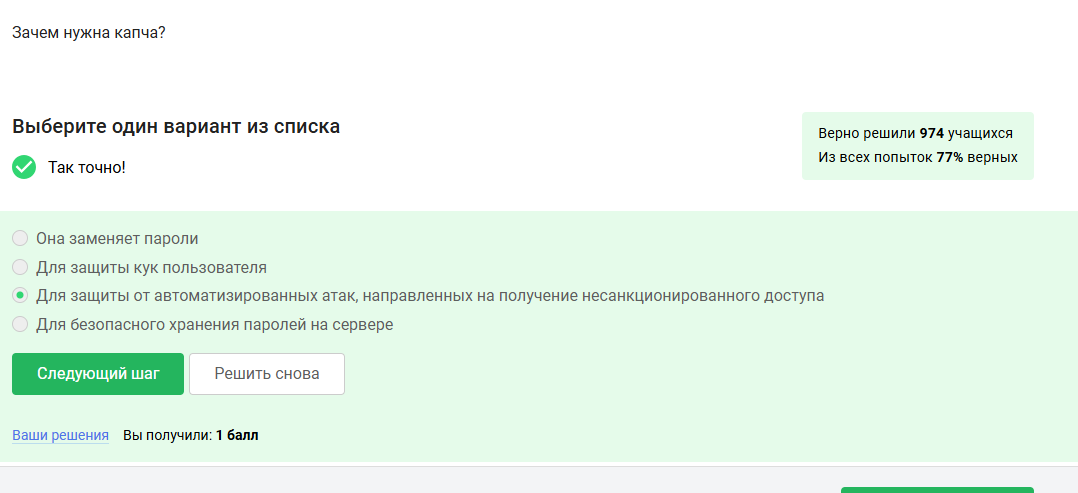 Зачем нужна капча?
Выберите один вариант из списка
Так точно!
Верно решили 974 учащихся
Из всех попыток 77% верных
Она заменяет пароли
Для защиты кук пользователя
Для защиты от автоматизированных атак, направленных на получение несанкционированного доступа
Для безопасного хранения паролей на сервере
Следующий шаг
Решить снова
Ваши решения Вы получили: 1 балл